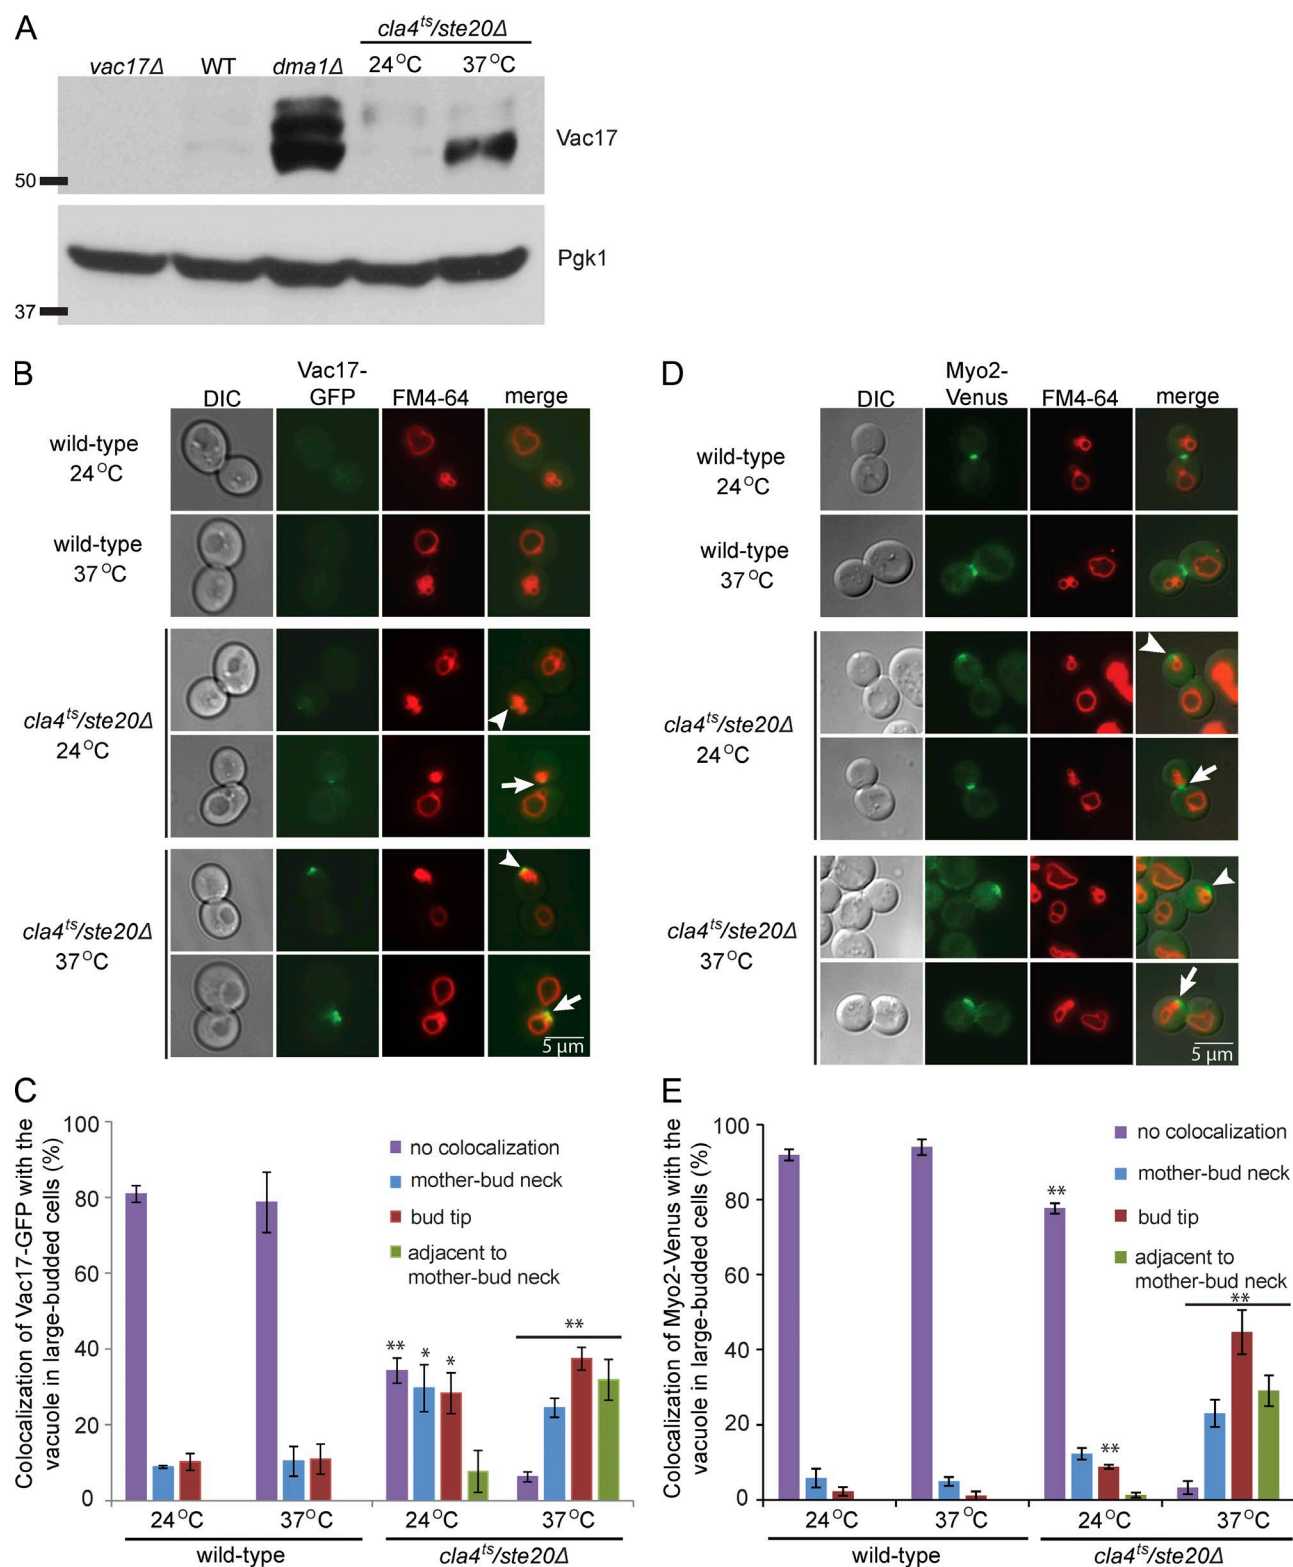 A
cla4ts/ste20Δ
vac17Δ WT dma1Δ 24°C 37°C
Vac17
50
Pgk1
37
B
Vac17-
DIC GFP FM4-64 merge
wild-type
24°C
wild-type
37°C
cla4ts/ste20Δ
24°C
cla4ts/ste20Δ
37°C
5 µm
D
Myo2-
DIC Venus FM4-64 merge
wild-type
24°C
wild-type
37°C
cla4ts/ste20Δ
24°C
cla4ts/ste20Δ
37°C
5 µm
C
Colocalization of Vac17-GFP with the
vacuole in large-budded cells (%)
100
80
60
40
20
0
no colocalization
mother-bud neck
bud tip
adjacent to
mother-bud neck
** * * **
24°C 37°C 24°C 37°C
wild-type cla4ts/ste20Δ
E
Colocalization of Myo2-Venus with the
vacuole in large-budded cells (%)
100
80
60
40
20
0
no colocalization
mother-bud neck
bud tip
adjacent to
mother-bud neck
** ** **
24°C 37°C 24°C 37°C
wild-type cla4ts/ste20Δ